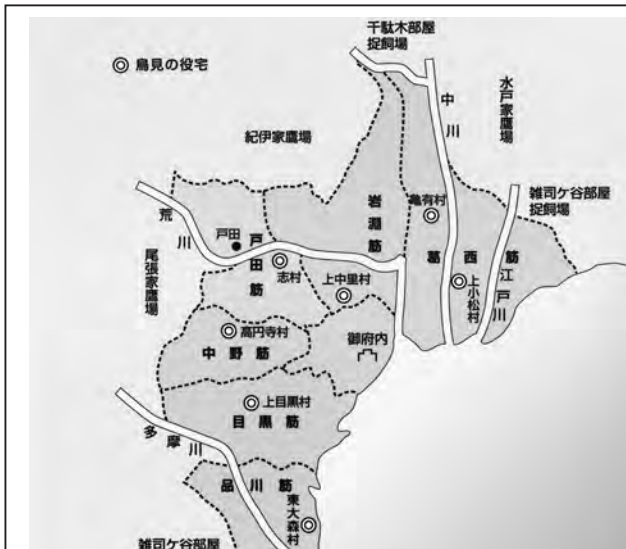 千駄木部屋
捉飼場
鳥見の役宅
中川
水戸家鷹場
紀伊家鷹場
雑司ケ谷部屋
捉飼場
荒川
岩淵筋
亀有村
戸田
戸田筋
葛西筋
江戸川
尾張家鷹場
志村
上中里村
上小松村
高円寺村
中野筋
御府内
上目黒村
目黒筋
多摩川
品川筋
東大森村
雑司ケ谷部屋